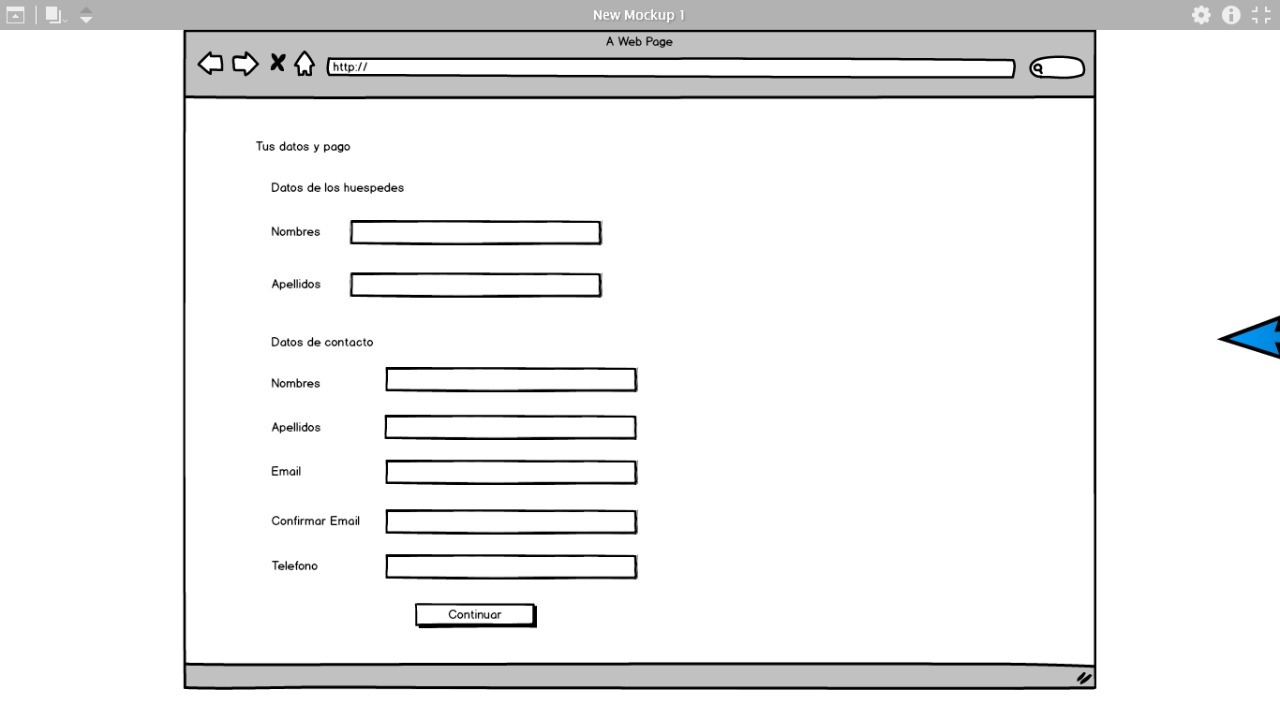 New Mockup 1
A Web Page
http://
Tus datos y pago
Datos de los huespedes
Nombres
Apellidos
Datos de contacto
Nombres
Apellidos
Email
Confirmar Email
Telefono
Continuar